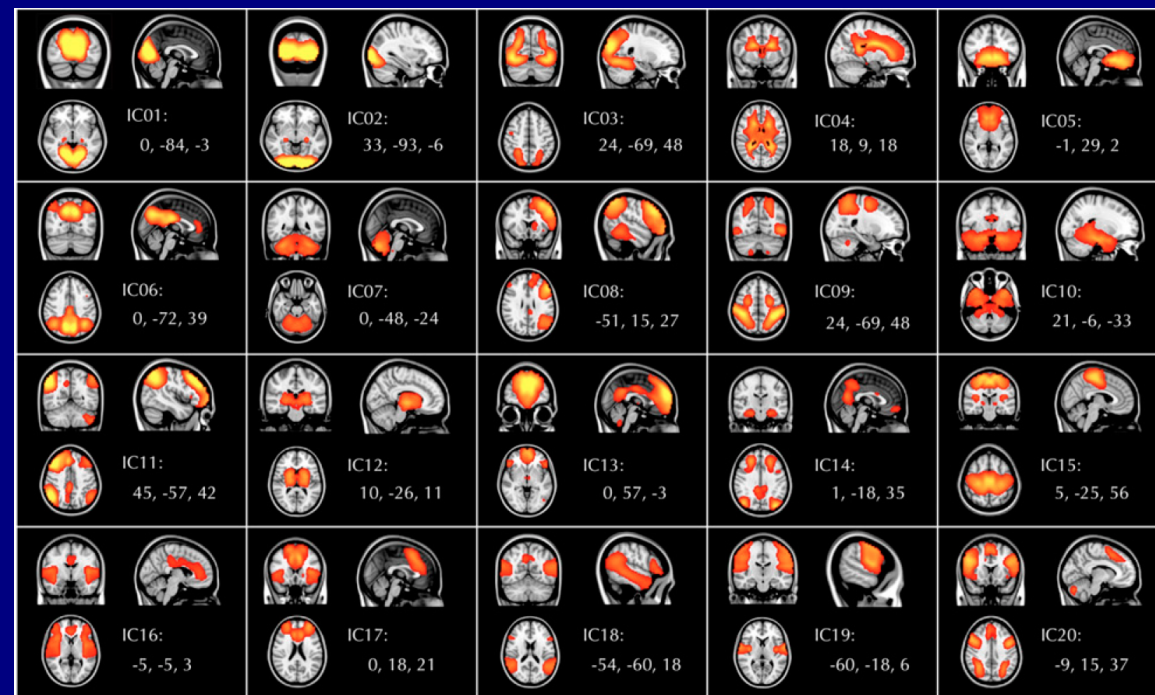 IC01:
0, -84, -3
IC02:
33, -93, -6
IC03:
24, -69, 48
IC04:
18, 9, 18
IC05:
-1, 29, 2
IC06:
0, -72, 39
IC07:
0, -48, -24
IC08:
-51, 15, 27
IC09:
24, -69, 48
IC10:
21, -6, -33
IC11:
45, -57, 42
IC12:
10, -26, 11
IC13:
0, 57, -3
IC14:
1, -18, 35
IC15:
5, -25, 56
IC16:
-5, -5, 3
IC17:
0, 18, 21
IC18:
-54, -60, 18
IC19:
-60, -18, 6
IC20:
-9, 15, 37